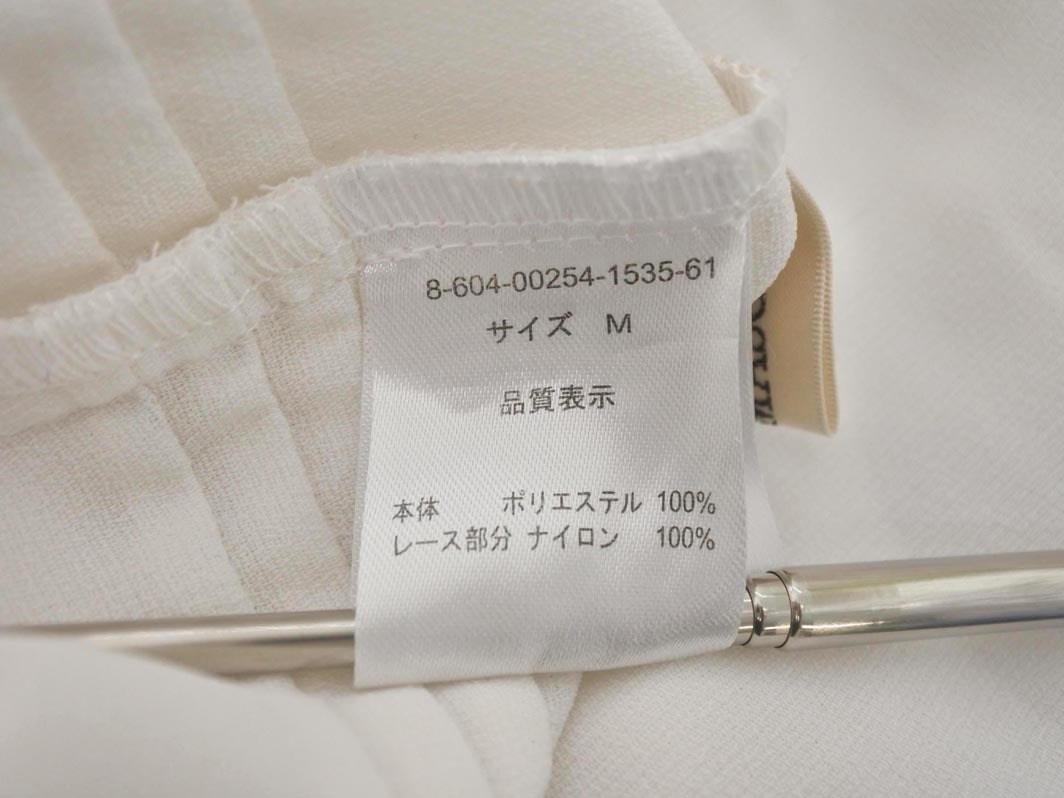 8-604-00254-1535-61
サイズ M
品質表示
本体 ポリエステル 100%
レース部分 ナイロン 100%